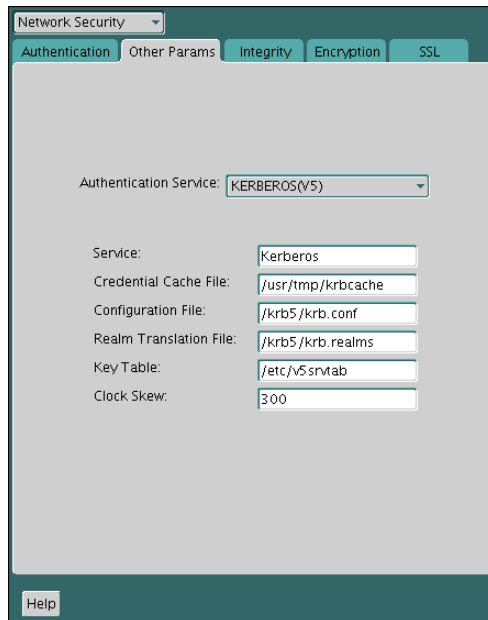 Network Security
Authentication Other Params Integrity Encryption SSL
Authentication Service: KERBEROS(V5)
Service: Kerberos
Credential Cache File: /usr/tmp/krbcache
Configuration File: /krb5/krb.conf
Realm Translation File: /krb5/krb.realms
Key Table: /etc/v5srvtab
Clock Skew: 300
Help